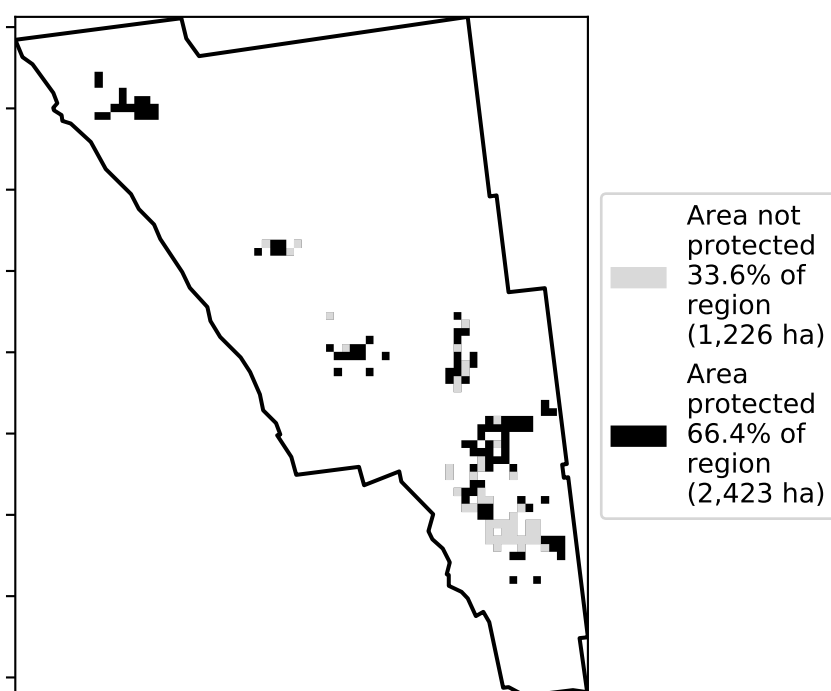 Area not
protected
33.6% of
region
(1,226 ha)
Area
protected
66.4% of
region
(2,423 ha)